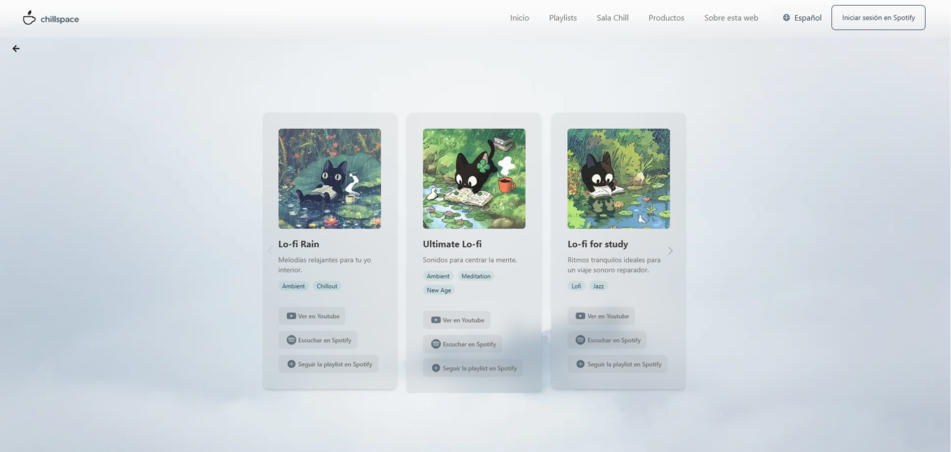 chillspace
Inicio Playlists Sala Chill Productos Sobre esta web Español Iniciar sesión en Spotify
Lo-fi Rain
Melodías relajantes para tu yo
interior.
Ambient Chillout
Ver en Youtube
Escuchar en Spotify
Seguir la playlist en Spotify
Ultimate Lo-fi
Sonidos para centrar la mente.
Ambient Meditation
New Age
Ver en Youtube
Escuchar en Spotify
Seguir la playlist en Spotify
Lo-fi for study
Ritmos tranquilos ideales para
un viaje sonoro reparador.
Lofi Jazz
Ver en Youtube
Escuchar en Spotify
Seguir la playlist en Spotify